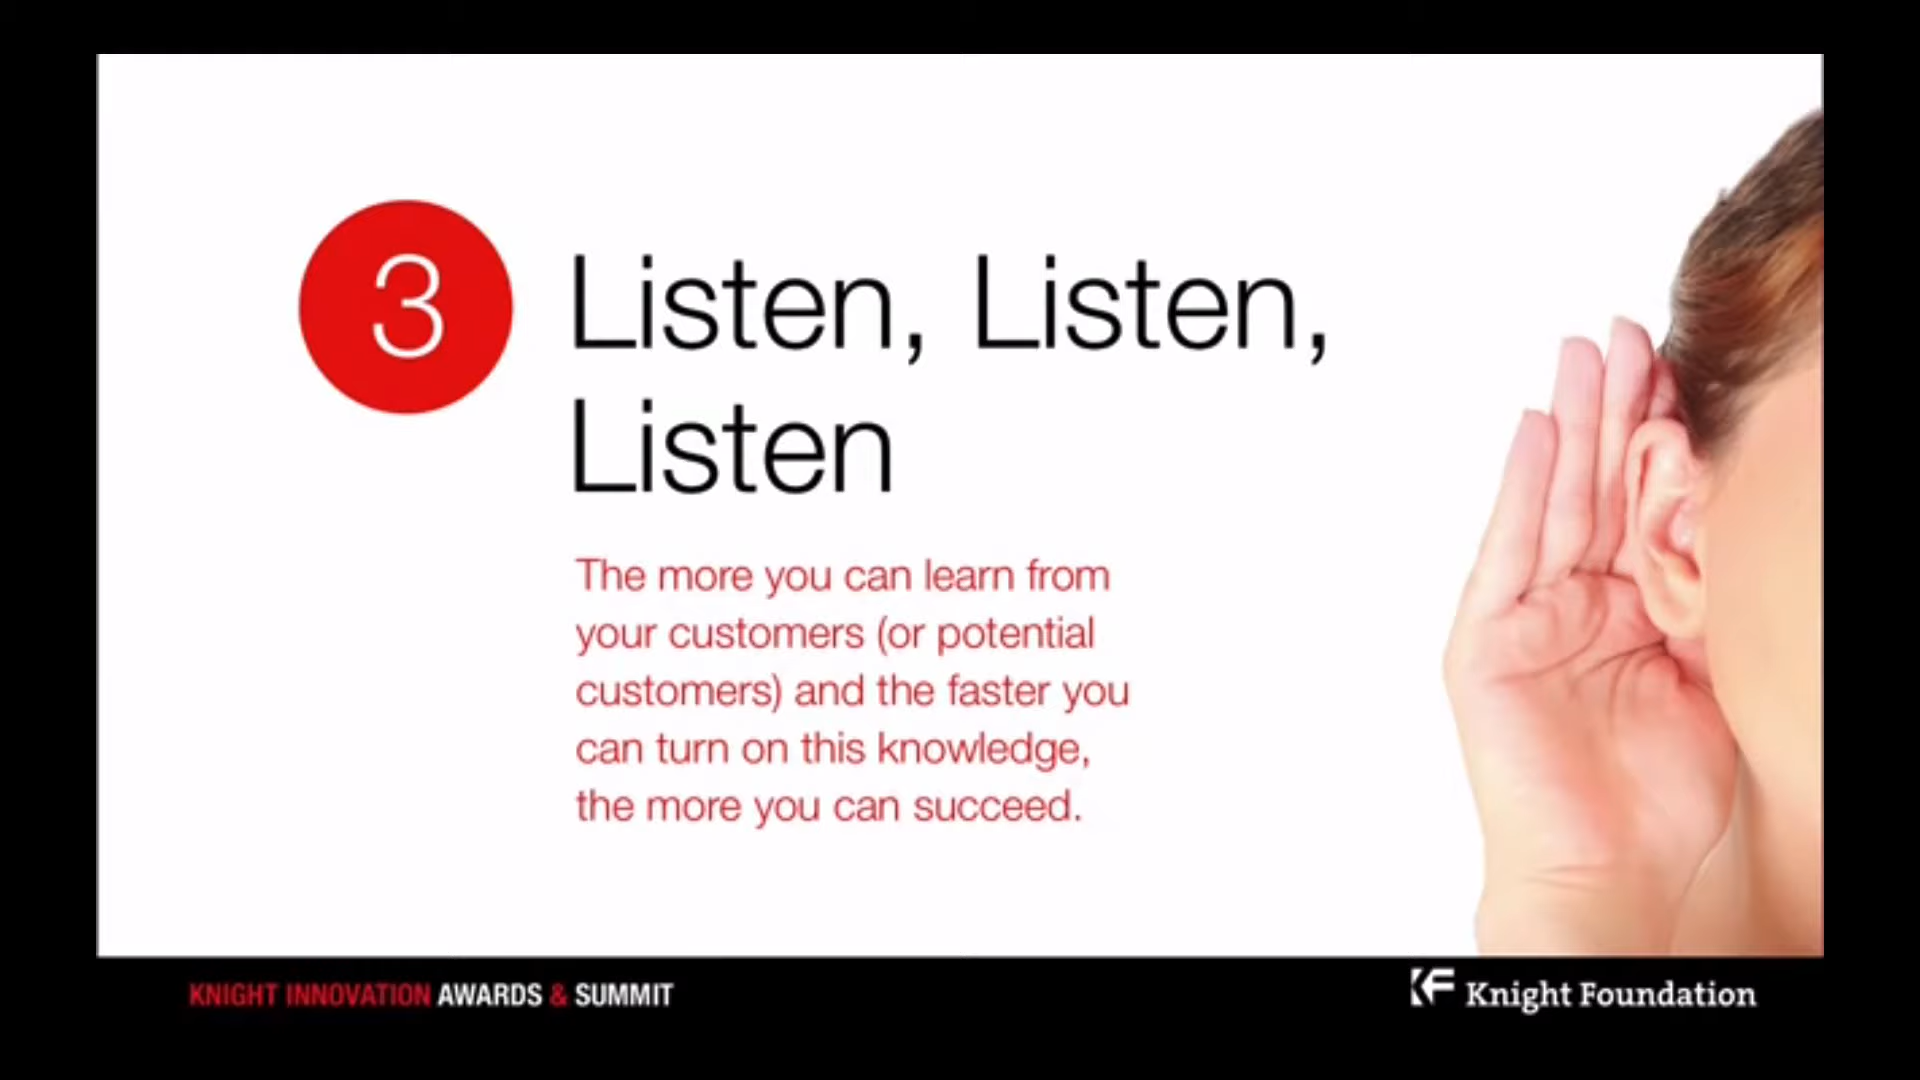 3
Listen, Listen,
Listen
The more you can learn from
your customers (or potential
customers) and the faster you
can turn on this knowledge,
the more you can succeed.
KNIGHT INNOVATION AWARDS & SUMMIT
KF Knight Foundation